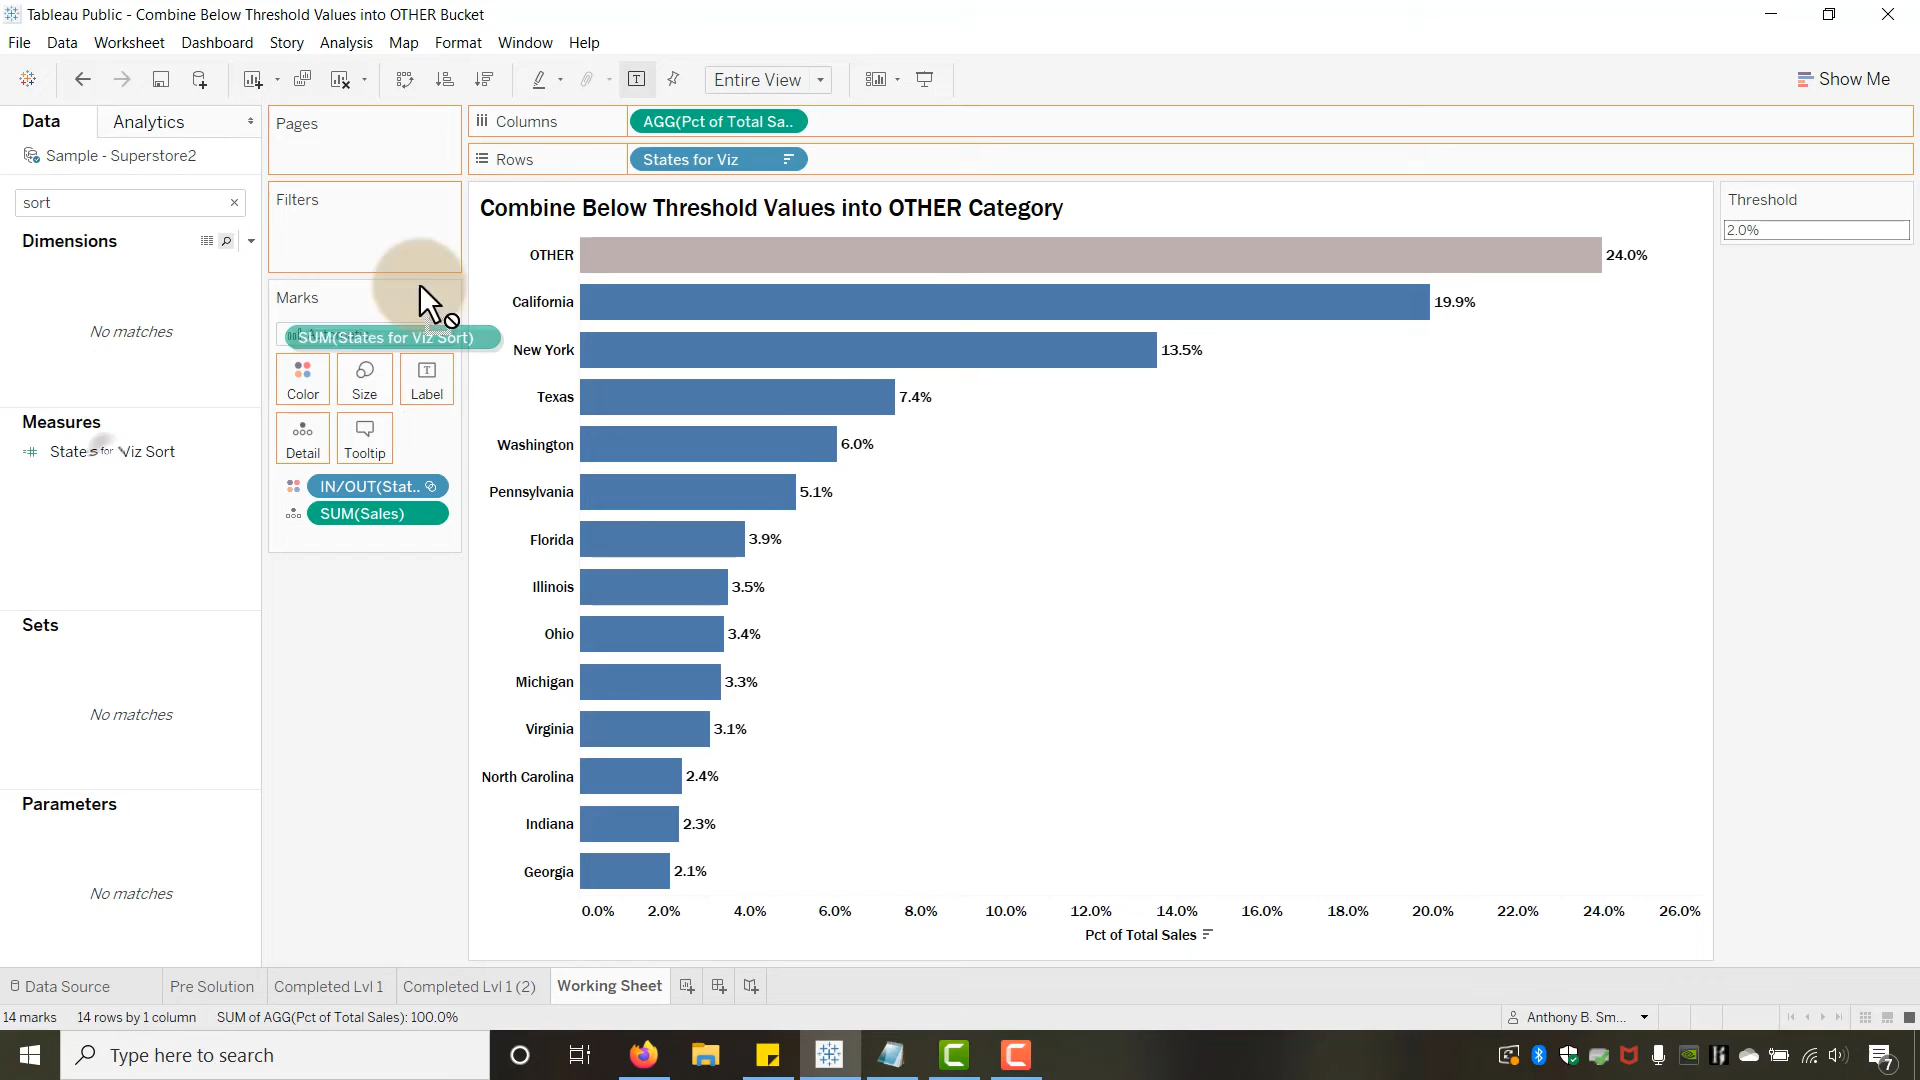 Tableau Public - Combine Below Threshold Values into OTHER Bucket
File Data Worksheet Dashboard Story Analysis Map Format Window Help
Entire View
Show Me
Data
Analytics
Sample - Superstore2
sort
Dimensions
No matches
Measures
States for Viz Sort
Sets
No matches
Parameters
No matches
Pages
Filters
Marks
SUM(States for Viz Sort)
Color
Size
Label
Detail
Tooltip
IN/OUT(Stat..
SUM(Sales)
Columns
AGG(Pct of Total Sa..
Rows
States for Viz
Combine Below Threshold Values into OTHER Category
OTHER 24.0%
California 19.9%
New York 13.5%
Texas 7.4%
Washington 6.0%
Pennsylvania 5.1%
Florida 3.9%
Illinois 3.5%
Ohio 3.4%
Michigan 3.3%
Virginia 3.1%
North Carolina 2.4%
Indiana 2.3%
Georgia 2.1%
0.0% 2.0% 4.0% 6.0% 8.0% 10.0% 12.0% 14.0% 16.0% 18.0% 20.0% 22.0% 24.0% 26.0%
Pct of Total Sales
Threshold
2.0%
Data Source
Pre Solution
Completed Lvl 1
Completed Lvl 1 (2)
Working Sheet
14 marks
14 rows by 1 column
SUM of AGG(Pct of Total Sales): 100.0%
Anthony B. Sm...
Type here to search
7